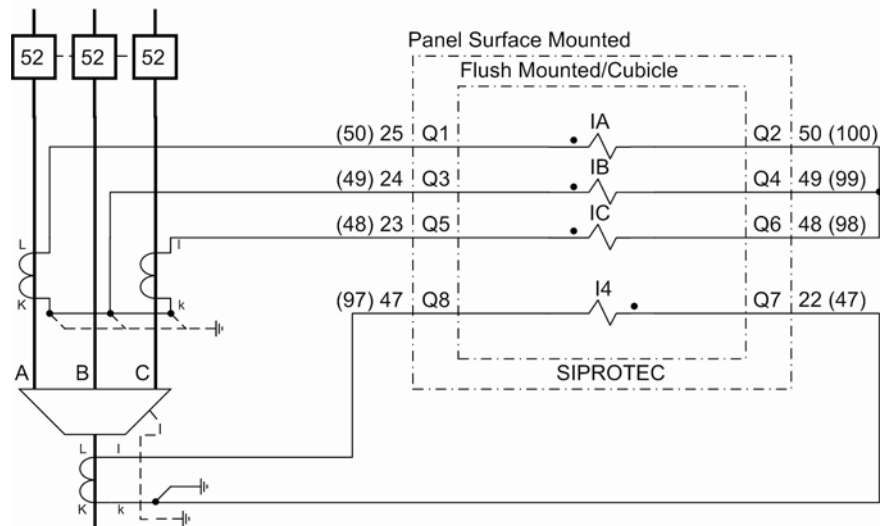 52 52 52
Panel Surface Mounted
Flush Mounted/Cubicle
IA
(50) 25 Q1 Q2 50 (100)
IB
(49) 24 Q3 Q4 49 (99)
IC
(48) 23 Q5 Q6 48 (98)
L l
K k
I4
(97) 47 Q8 Q7 22 (47)
A B C
SIPROTEC
L l
K k